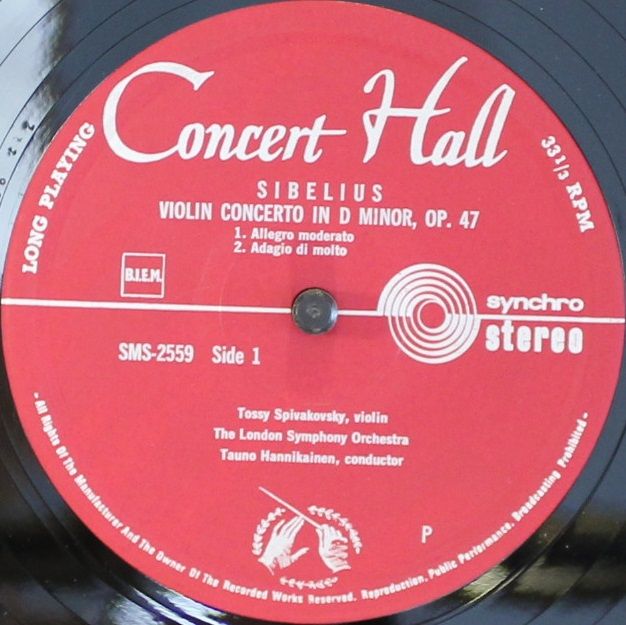 Concert Hall
LONG PLAYING
33 1/3 RPM
SIBELIUS
VIOLIN CONCERTO IN D MINOR, OP. 47
1. Allegro moderato
2. Adagio di molto
B.I.E.M.
synchro
stereo
SMS-2559 Side 1
Tossy Spivakovsky, violin
The London Symphony Orchestra
Tauno Hannikainen, conductor
P
- All Rights Of The Manufacturer And The Owner Of The Recorded Works Reserved. Reproduction. Public Performance. Broadcasting Prohibited -